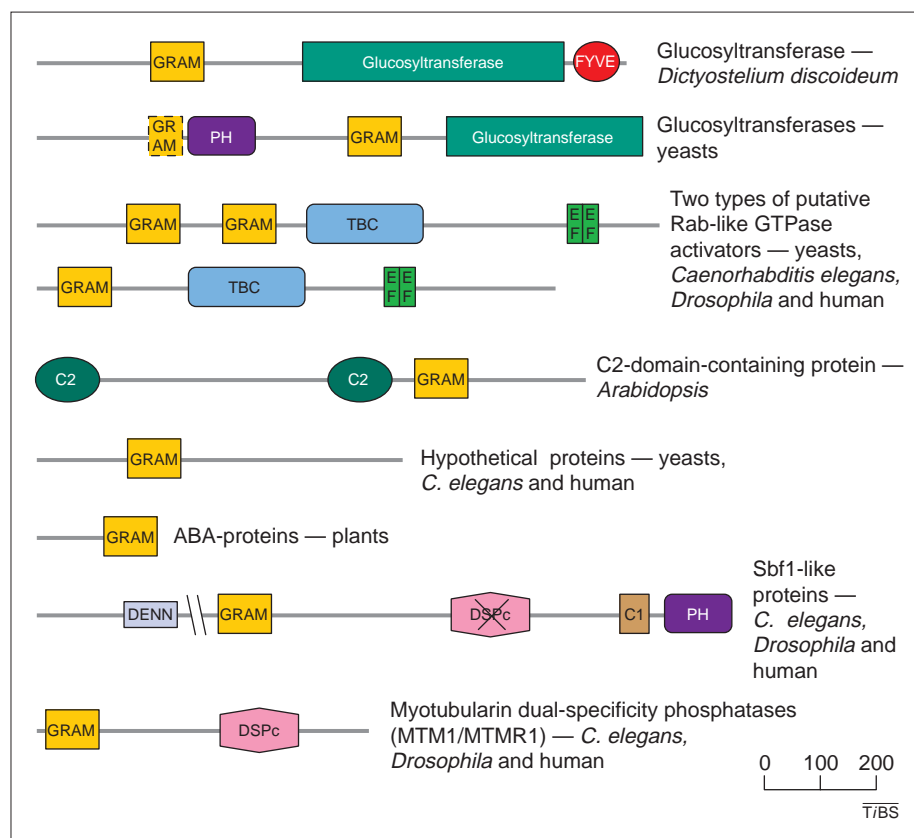 GRAM Glucosyltransferase FYVE
Glucosyltransferase —
Dictyostelium discoideum
GR
AM
PH GRAM Glucosyltransferase
Glucosyltransferases —
yeasts
GRAM GRAM TBC E E
F F
GRAM TBC E E
F F
Two types of putative
Rab-like GTPase
activators — yeasts,
Caenorhabditis elegans,
Drosophila and human
C2 C2 GRAM
C2-domain-containing protein —
Arabidopsis
GRAM
Hypothetical proteins — yeasts,
C. elegans and human
GRAM
ABA-proteins — plants
DENN GRAM DSPc C1 PH
Sbf1-like
proteins —
C. elegans,
Drosophila and
human
GRAM DSPc
Myotubularin dual-specificity phosphatases
(MTM1/MTMR1) — C. elegans,
Drosophila and human
0 100 200
TiBS